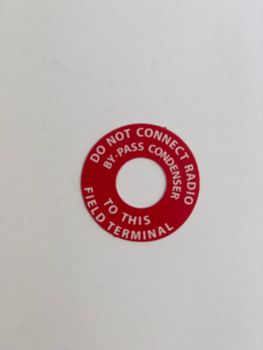 DO NOT CONNECT RADIO
BY-PASS CONDENSER
TO THIS
FIELD TERMINAL